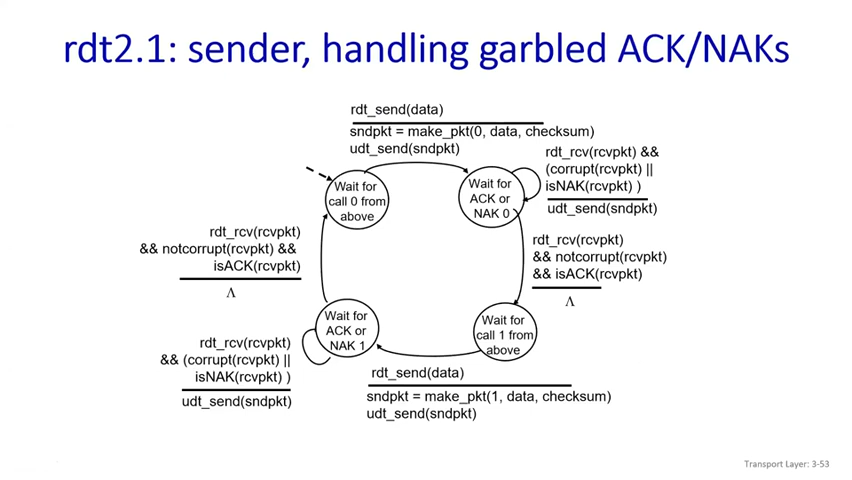 rdt2.1: sender, handling garbled ACK/NAKs
rdt_send(data)
sndpkt = make_pkt(0, data, checksum)
udt_send(sndpkt)
Wait for
call 0 from
above
Wait for
ACK or
NAK 0
rdt_rcv(rcvpkt) &&
(corrupt(rcvpkt) ||
isNAK(rcvpkt) )
udt_send(sndpkt)
rdt_rcv(rcvpkt)
&& notcorrupt(rcvpkt) &&
isACK(rcvpkt)
Λ
rdt_rcv(rcvpkt)
&& notcorrupt(rcvpkt)
&& isACK(rcvpkt)
Λ
Wait for
ACK or
NAK 1
Wait for
call 1 from
above
rdt_rcv(rcvpkt)
&& (corrupt(rcvpkt) ||
isNAK(rcvpkt) )
udt_send(sndpkt)
rdt_send(data)
sndpkt = make_pkt(1, data, checksum)
udt_send(sndpkt)
Transport Layer: 3-53